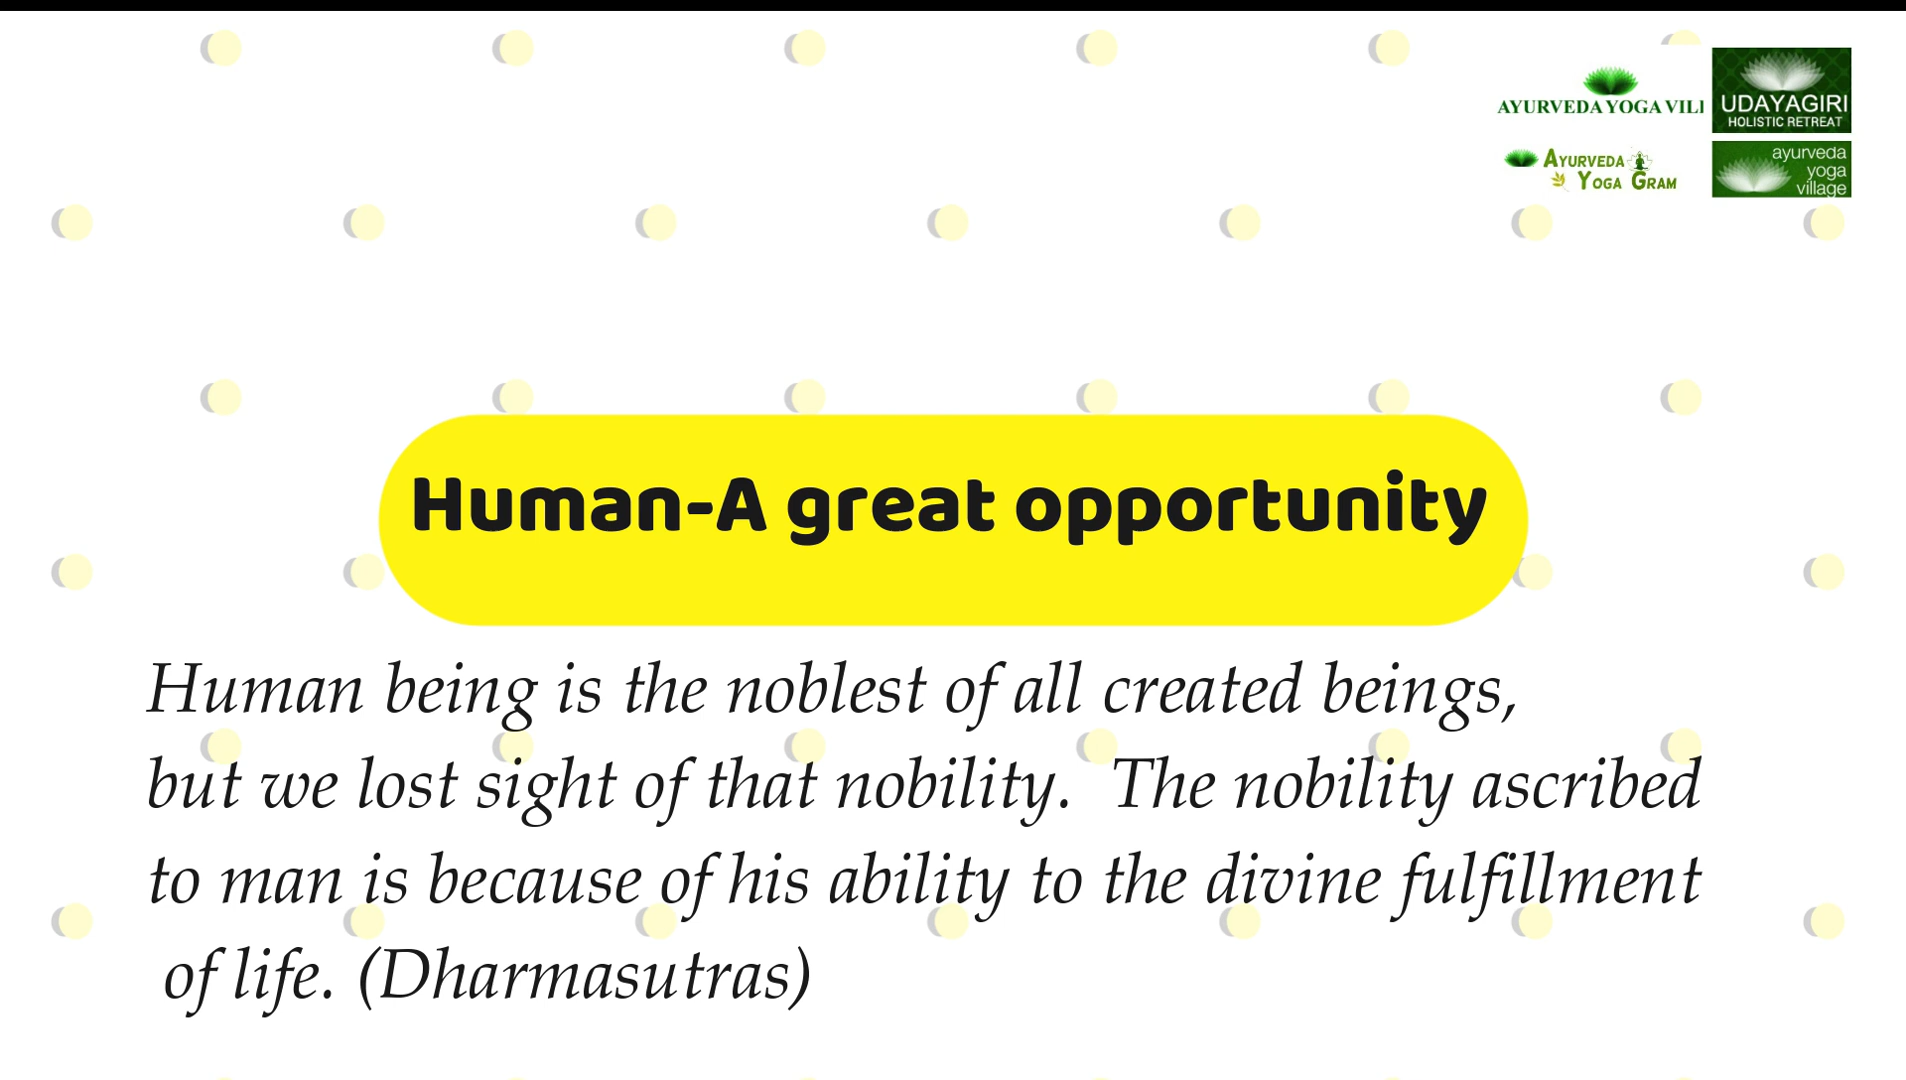 AYURVEDA YOGA VILL
UDAYAGIRI
HOLISTIC RETREAT
AYURVEDA
YOGA GRAM
ayurveda
yoga
village
Human-A great opportunity
Human being is the noblest of all created beings,
but we lost sight of that nobility. The nobility ascribed
to man is because of his ability to the divine fulfillment
of life. (Dharmasutras)